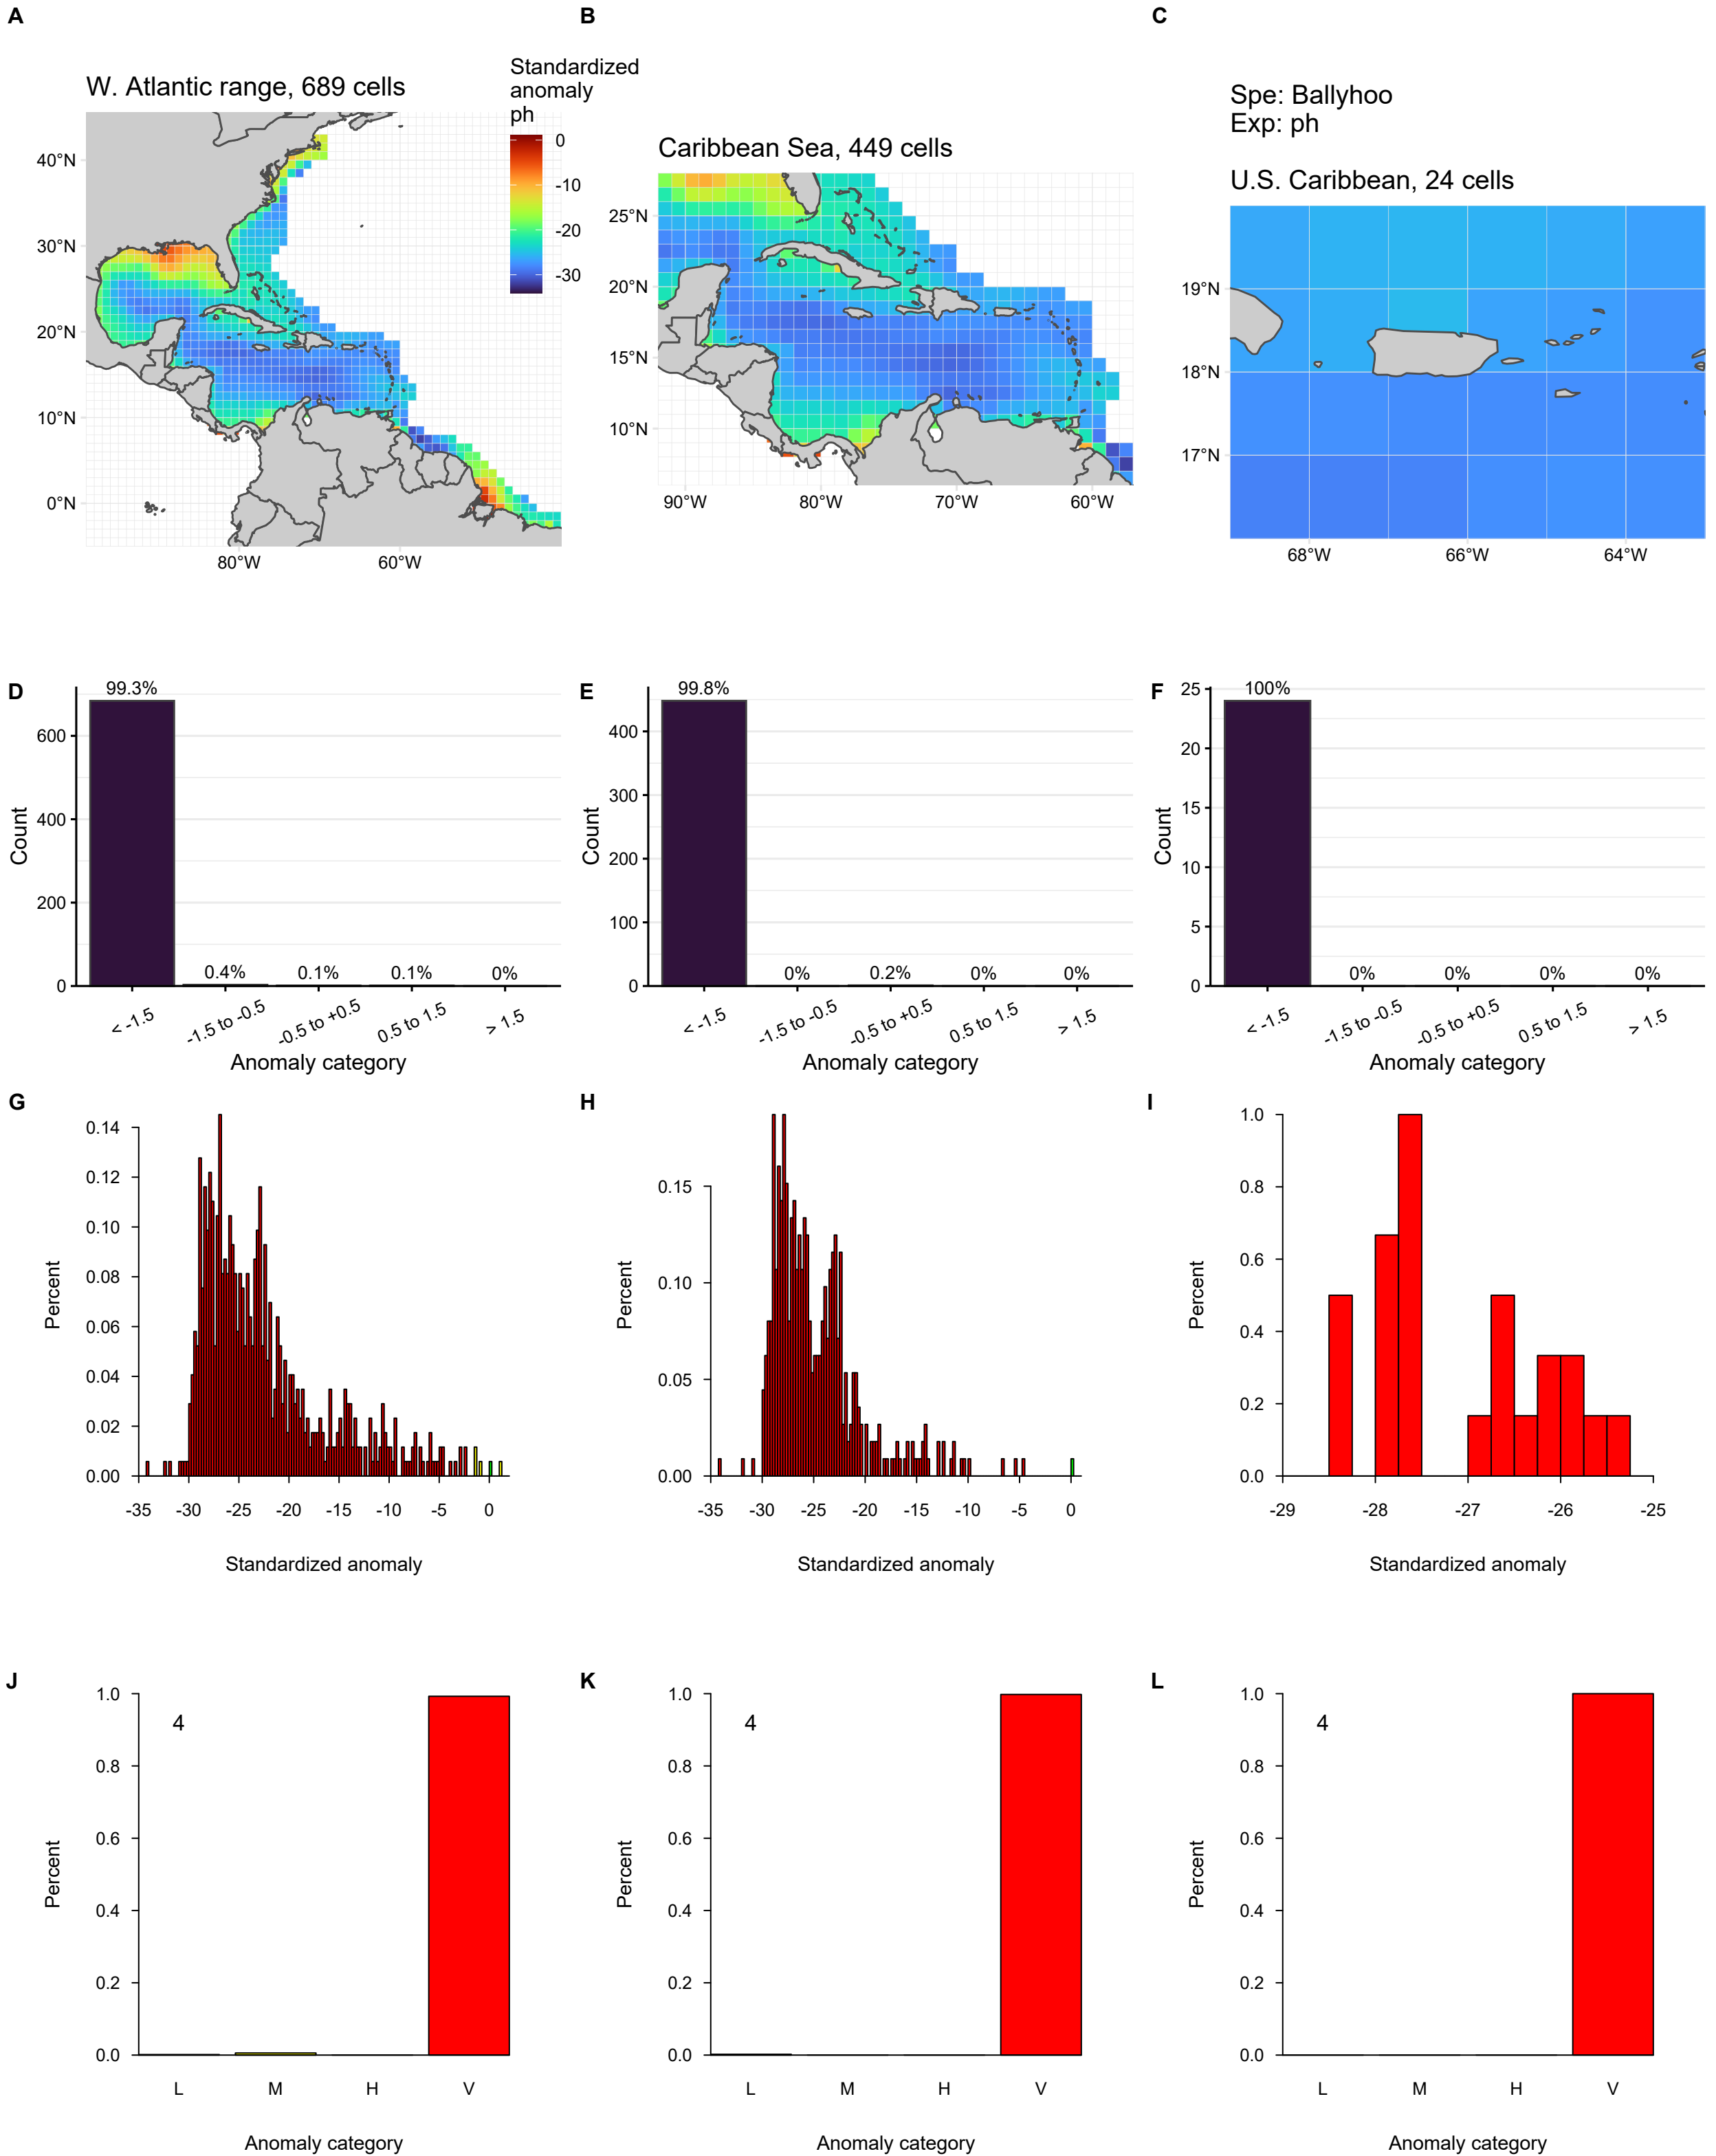 A
B
C
W. Atlantic range, 689 cells
Standardized
anomaly
ph
0
-10
-20
-30
40°N
30°N
20°N
10°N
0°N
80°W
60°W
Caribbean Sea, 449 cells
25°N
20°N
15°N
10°N
90°W
80°W
70°W
60°W
Spe: Ballyhoo
Exp: ph
U.S. Caribbean, 24 cells
19°N
18°N
17°N
68°W
66°W
64°W
D
99.3%
0.4%
0.1%
0.1%
0%
600
400
200
0
Count
< -1.5
-1.5 to -0.5
-0.5 to +0.5
0.5 to 1.5
> 1.5
Anomaly category
E
99.8%
0%
0.2%
0%
0%
400
300
200
100
0
Count
< -1.5
-1.5 to -0.5
-0.5 to +0.5
0.5 to 1.5
> 1.5
Anomaly category
F
100%
0%
0%
0%
0%
25
20
15
10
5
0
Count
< -1.5
-1.5 to -0.5
-0.5 to +0.5
0.5 to 1.5
> 1.5
Anomaly category
G
0.14
0.12
0.10
0.08
0.06
0.04
0.02
0.00
Percent
-35
-30
-25
-20
-15
-10
-5
0
Standardized anomaly
H
0.15
0.10
0.05
0.00
Percent
-35
-30
-25
-20
-15
-10
-5
0
Standardized anomaly
I
1.0
0.8
0.6
0.4
0.2
0.0
Percent
-29
-28
-27
-26
-25
Standardized anomaly
J
4
1.0
0.8
0.6
0.4
0.2
0.0
Percent
L
M
H
V
Anomaly category
K
4
1.0
0.8
0.6
0.4
0.2
0.0
Percent
L
M
H
V
Anomaly category
L
4
1.0
0.8
0.6
0.4
0.2
0.0
Percent
L
M
H
V
Anomaly category